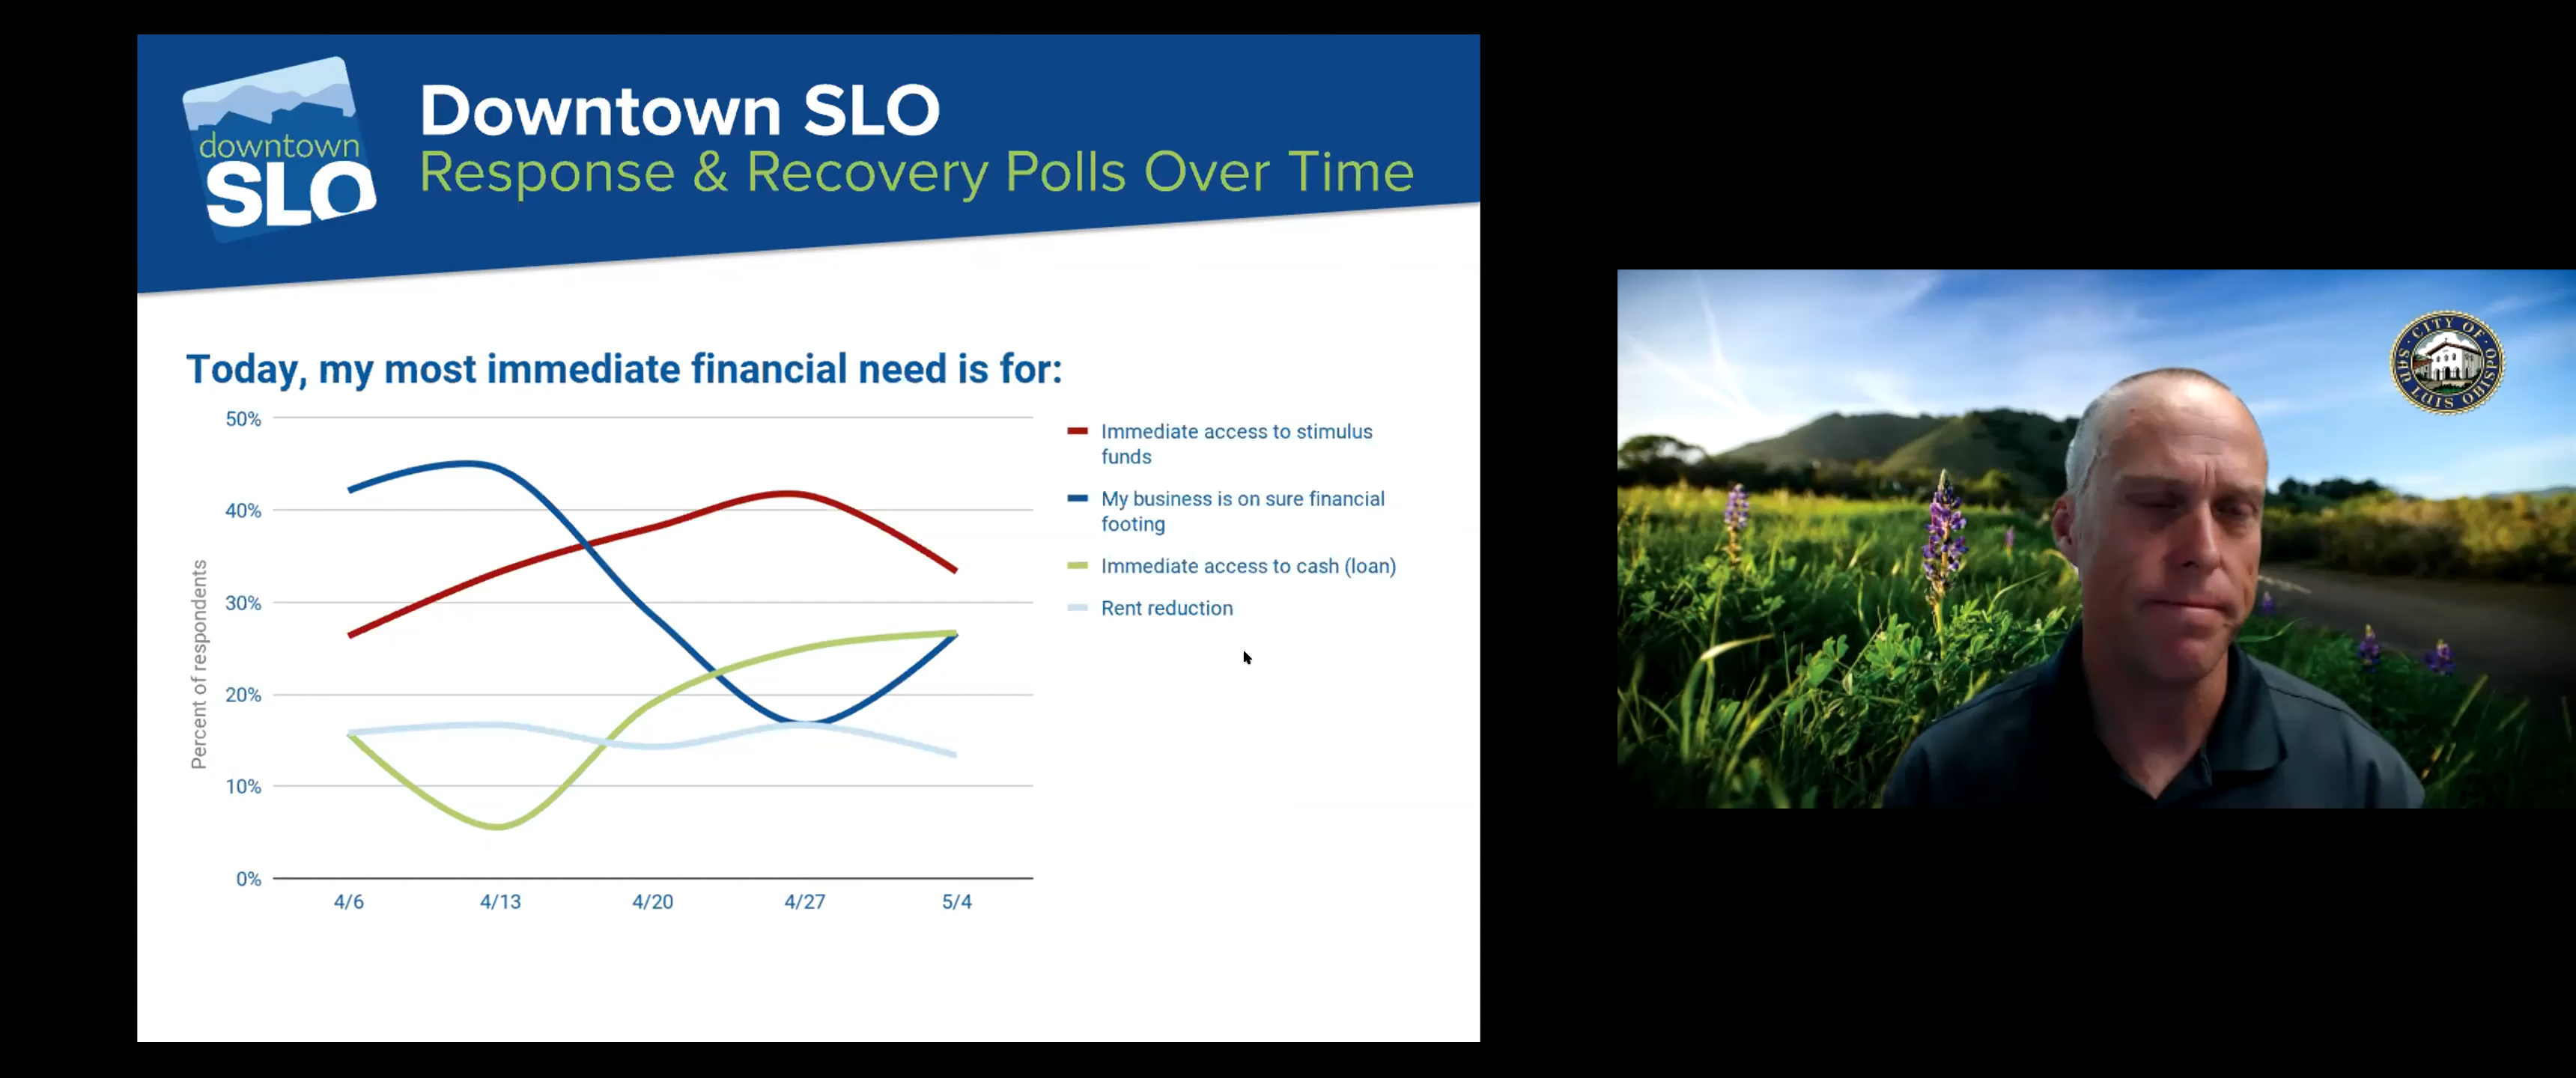 downtown
SLO
Downtown SLO
Response & Recovery Polls Over Time
Today, my most immediate financial need is for:
Percent of respondents
50%
40%
30%
20%
10%
0%
4/6
4/13
4/20
4/27
5/4
Immediate access to stimulus
funds
My business is on sure financial
footing
Immediate access to cash (loan)
Rent reduction
CITY OF
SAN LUIS OBISPO